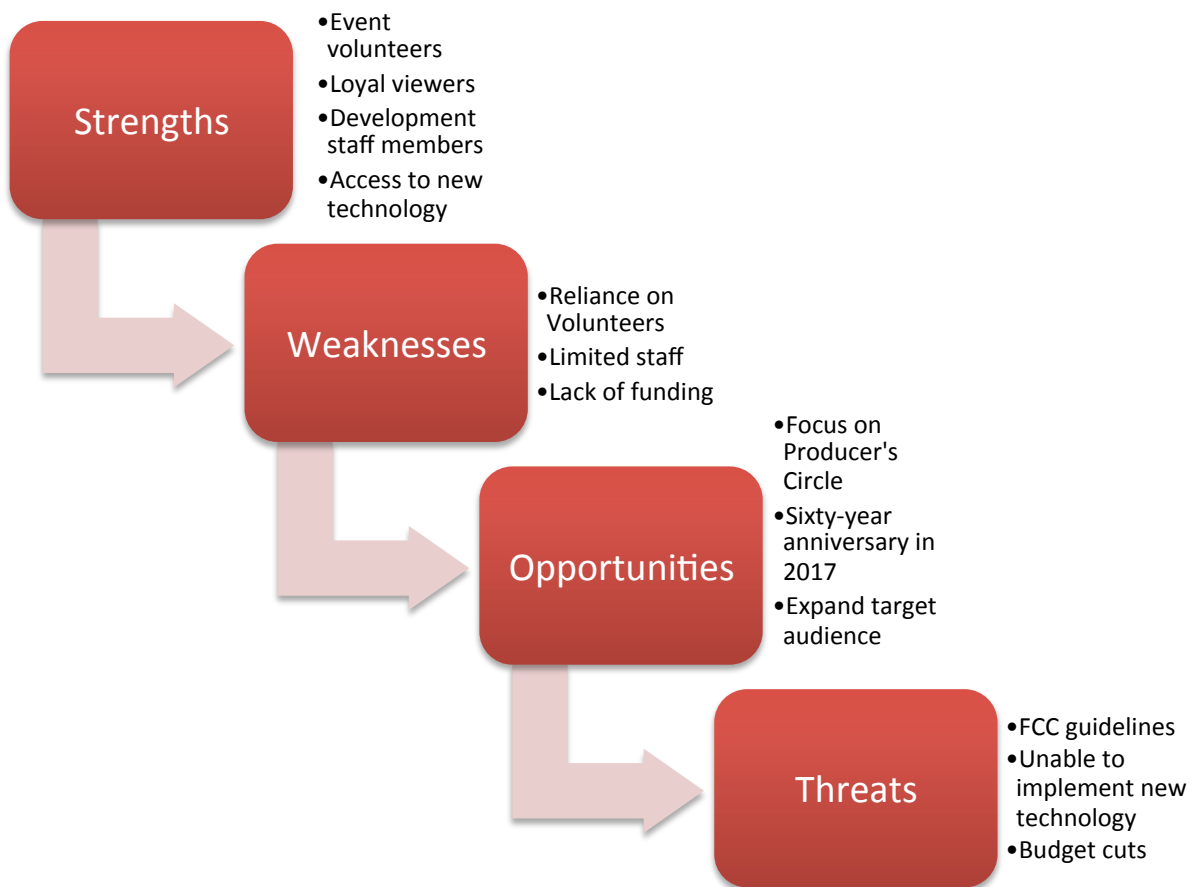 Strengths
•Event
volunteers
•Loyal viewers
•Development
staff members
•Access to new
technology
Weaknesses
•Reliance on
Volunteers
•Limited staff
•Lack of funding
Opportunities
•Focus on
Producer's
Circle
•Sixty-year
anniversary in
2017
•Expand target
audience
Threats
•FCC guidelines
•Unable to
implement new
technology
•Budget cuts